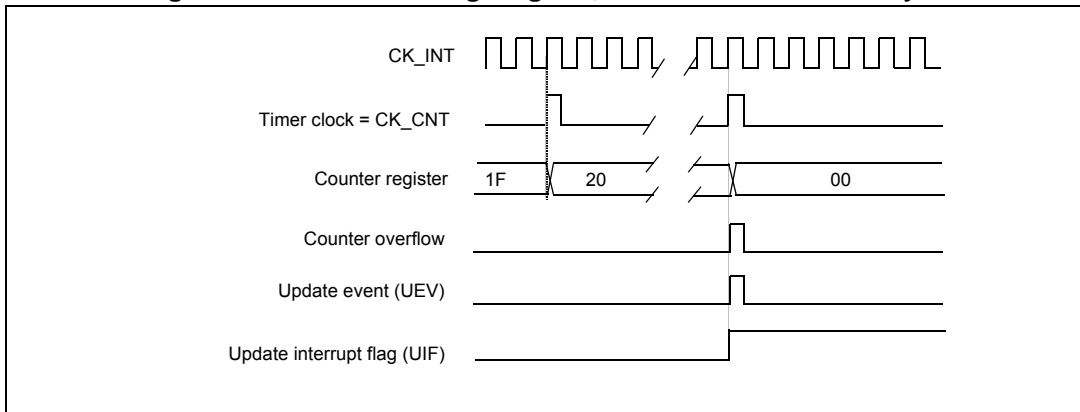 CK_INT
Timer clock = CK_CNT
Counter register 1F 20 00
Counter overflow
Update event (UEV)
Update interrupt flag (UIF)